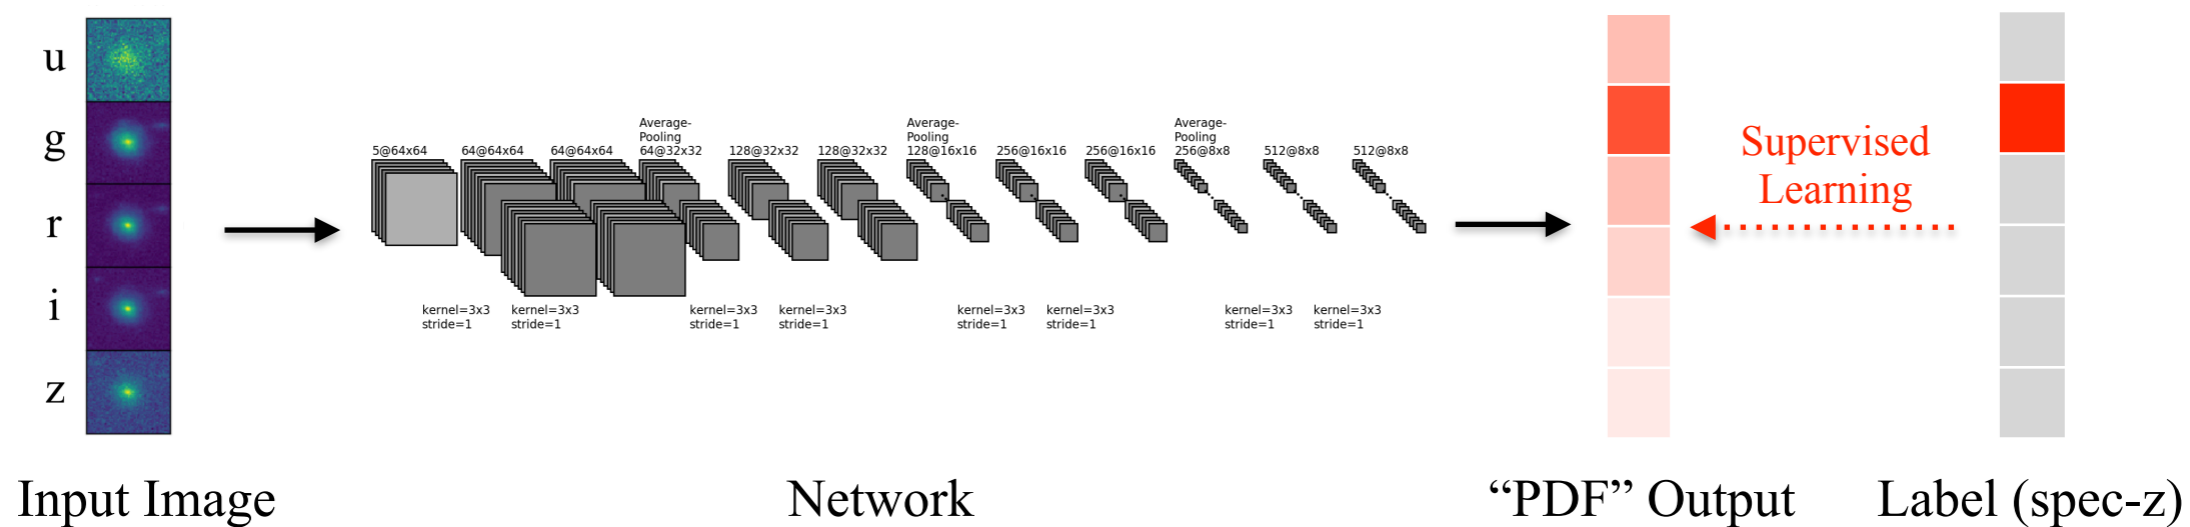 u
g
r
i
z
Input Image
5@64x64
64@64x64
64@64x64
Average-
Pooling
64@32x32
128@32x32
128@32x32
Average-
Pooling
128@16x16
256@16x16
256@16x16
Average-
Pooling
256@8x8
512@8x8
512@8x8
kernel=3x3
stride=1
kernel=3x3
stride=1
kernel=3x3
stride=1
kernel=3x3
stride=1
kernel=3x3
stride=1
kernel=3x3
stride=1
kernel=3x3
stride=1
kernel=3x3
stride=1
Network
“PDF” Output
Supervised
Learning
Label (spec-z)